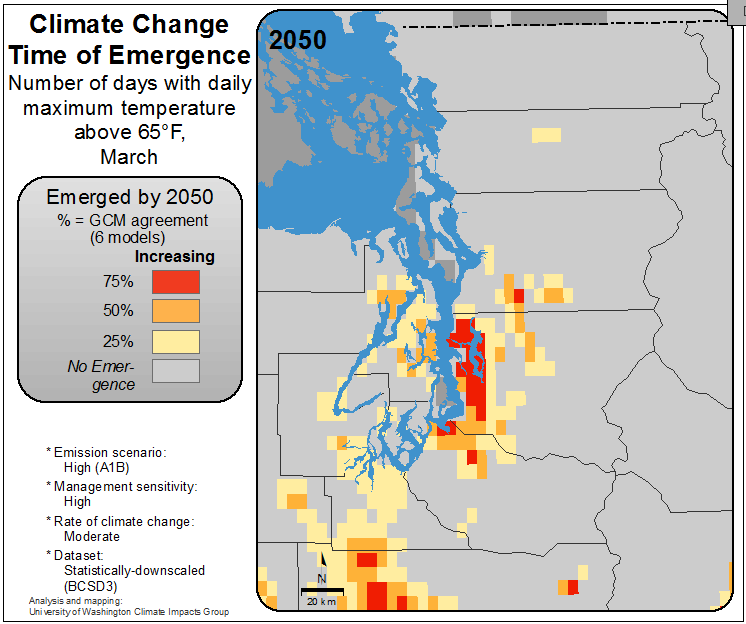 Climate Change
Time of Emergence
Number of days with daily
maximum temperature
above 65°F,
March
2050
Emerged by 2050
% = GCM agreement
(6 models)
Increasing
75%
50%
25%
No Emer-
gence
* Emission scenario:
High (A1B)
* Management sensitivity:
High
* Rate of climate change:
Moderate
* Dataset:
Statistically-downscaled
(BCSD3)
Analysis and mapping:
University of Washington Climate Impacts Group
N
20 km